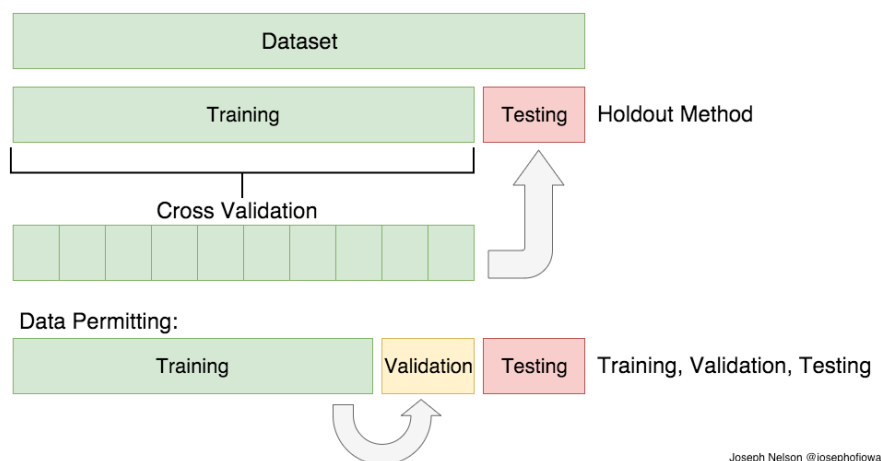 Dataset
Training
Testing
Holdout Method
Cross Validation
Data Permitting:
Training
Validation
Testing
Training, Validation, Testing
Joseph Nelson @josephofiowa